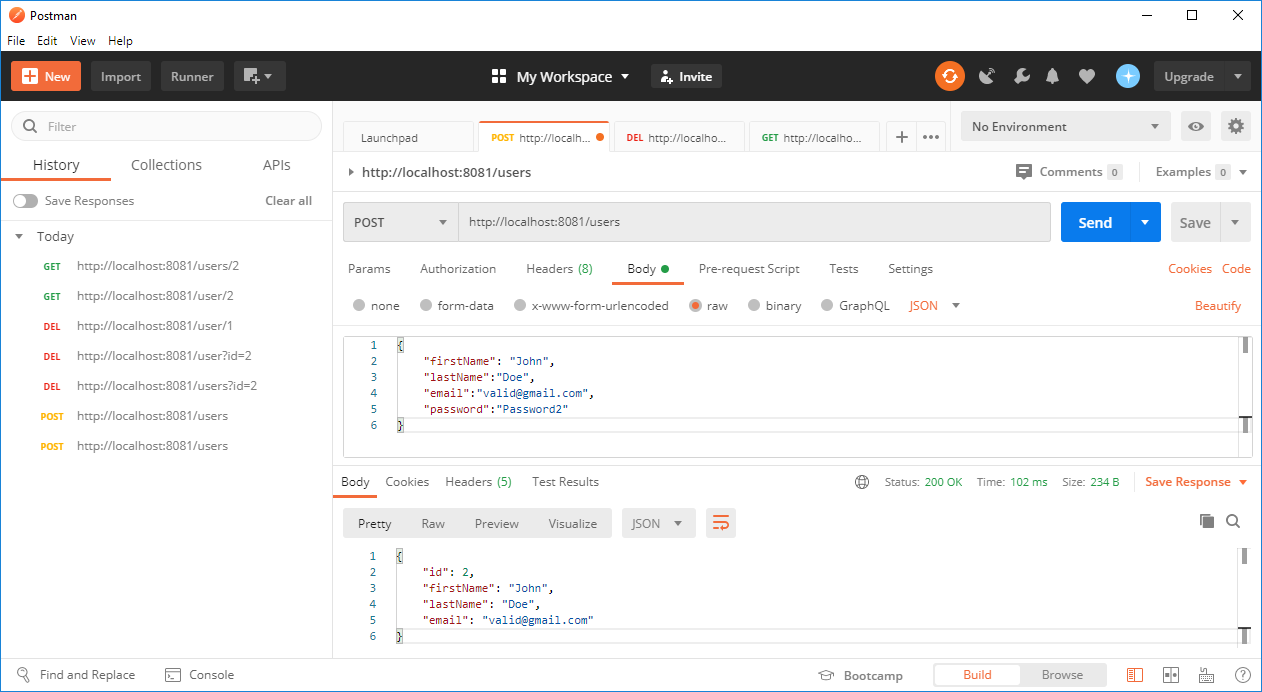 Postman
File Edit View Help
New Import Runner My Workspace Invite Upgrade
Filter
History Collections APIs
Save Responses Clear all
Today
GET http://localhost:8081/users/2
GET http://localhost:8081/user/2
DEL http://localhost:8081/user/1
DEL http://localhost:8081/user?id=2
DEL http://localhost:8081/users?id=2
POST http://localhost:8081/users
POST http://localhost:8081/users
Launchpad POST http://localh... DEL http://localho... GET http://localho... + ••• No Environment
http://localhost:8081/users Comments 0 Examples 0
POST http://localhost:8081/users Send Save
Params Authorization Headers (8) Body Pre-request Script Tests Settings Cookies Code
none form-data x-www-form-urlencoded raw binary GraphQL JSON Beautify
1 {
2 "firstName": "John",
3 "lastName":"Doe",
4 "email":"valid@gmail.com",
5 "password":"Password2"
6 }
Body Cookies Headers (5) Test Results Status: 200 OK Time: 102 ms Size: 234 B Save Response
Pretty Raw Preview Visualize JSON
1 {
2 "id": 2,
3 "firstName": "John",
4 "lastName": "Doe",
5 "email": "valid@gmail.com"
6 }
Find and Replace Console Bootcamp Build Browse ?